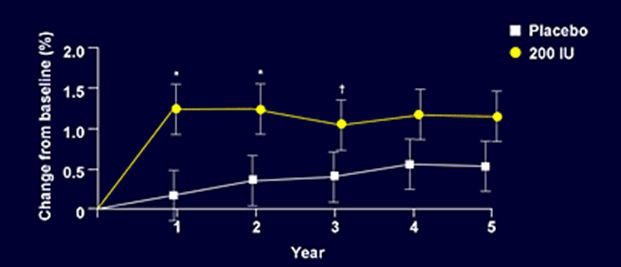 Placebo
200 IU
Change from baseline (%)
2.0
1.5
1.0
0.5
0
* * †
1 2 3 4 5
Year